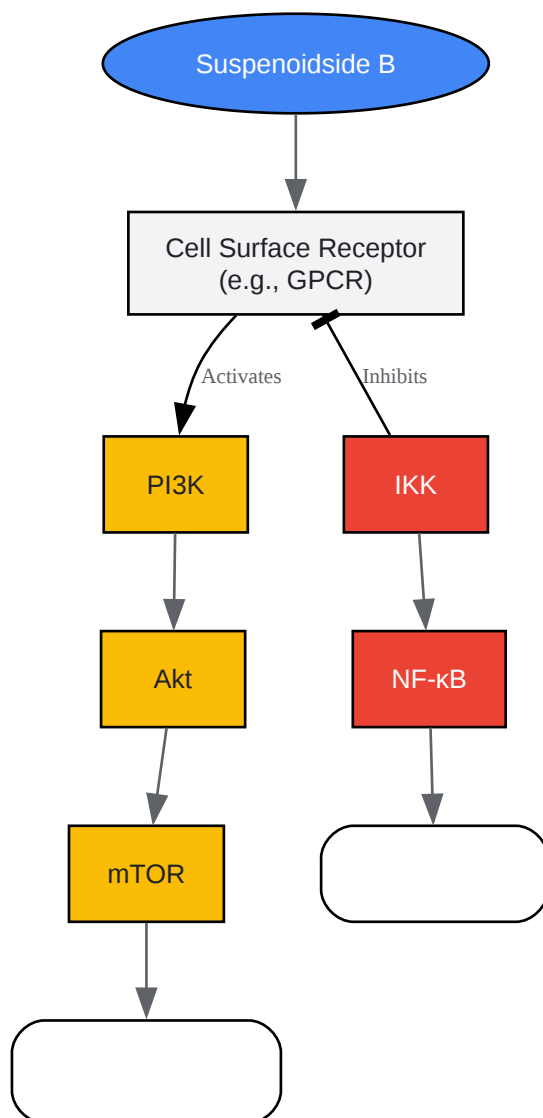 Suspenoidside B
Cell Surface Receptor
(e.g., GPCR)
Activates
Inhibits
PI3K
IKK
Akt
NF-κB
mTOR